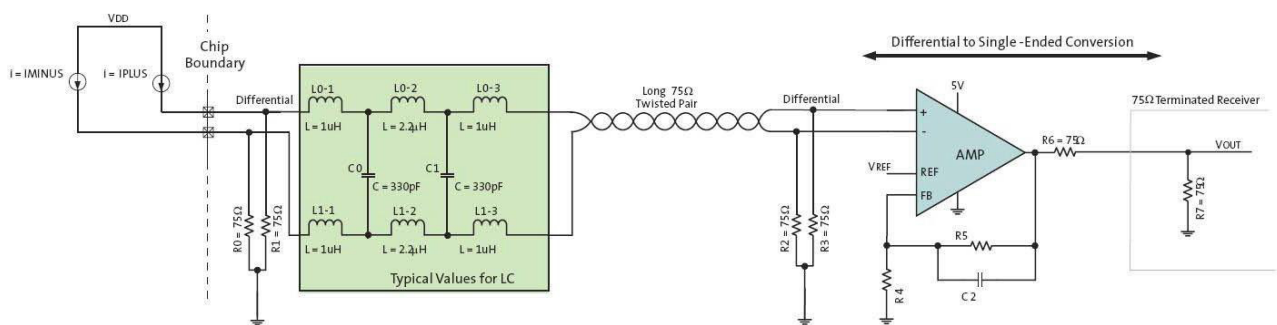 VDD
Chip
Boundary
i = IMINUS
i = IPLUS
Differential
R0 = 75Ω
R1 = 75Ω
L0-1
L = 1uH
L0-2
L = 2.2µH
L0-3
L = 1uH
C0
C = 330pF
C1
C = 330pF
L1-1
L = 1uH
L1-2
L = 2.2µH
L1-3
L = 1uH
Typical Values for LC
Long 75Ω
Twisted Pair
Differential
R2 = 75Ω
R3 = 75Ω
Differential to Single -Ended Conversion
5V
+
-
AMP
VREF
REF
FB
R4
R5
C2
R6 = 75Ω
75Ω Terminated Receiver
VOUT
R7 = 75Ω